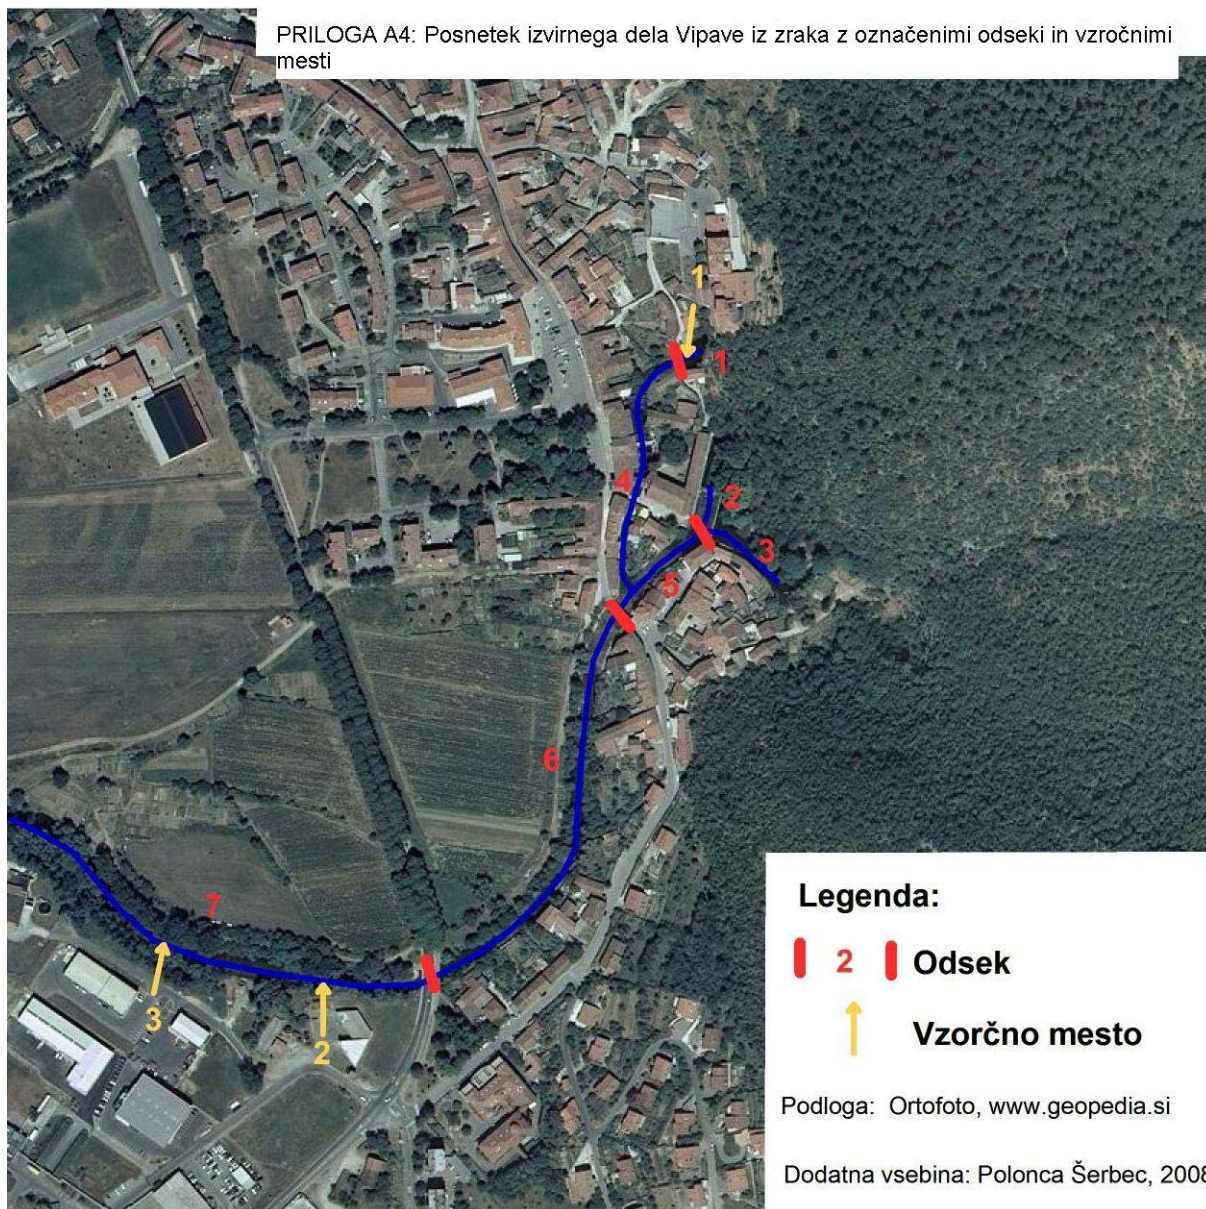 PRILOGA A4: Posnetek izvirnega dela Vipave iz zraka z označenimi odseki in vzročnimi
mesti
1
1
4
2
3
5
6
7
3
2
Legenda:
2 Odsek
Vzorčno mesto
Podloga: Ortofoto, www.geopedia.si
Dodatna vsebina: Polonca Šerbec, 2008